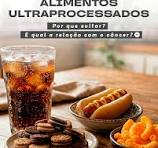 ALIMENTOS
ULTRAPROCESSADOS
Por que evitar?
E qual a relação com o câncer?